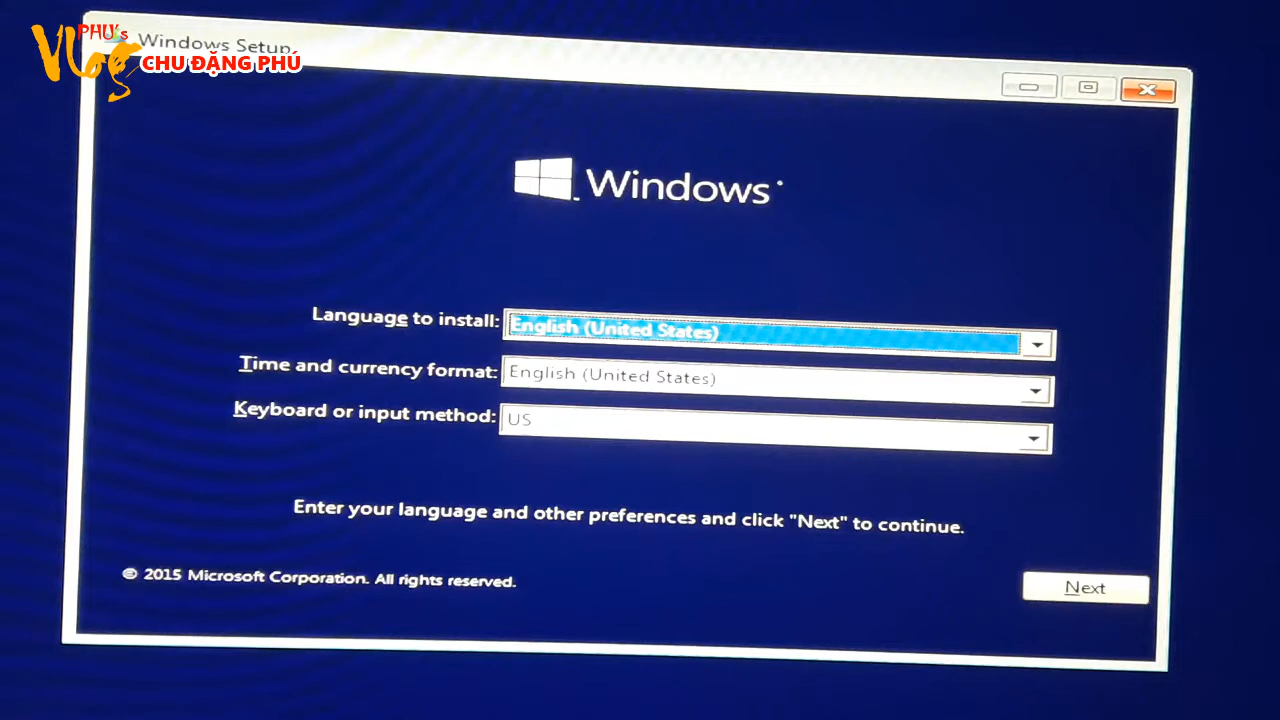 PHU's
Vlog
CHU ĐẶNG PHÚ
Windows Setup
Windows
Language to install: English (United States)
Time and currency format: English (United States)
Keyboard or input method: US
Enter your language and other preferences and click "Next" to continue.
© 2015 Microsoft Corporation. All rights reserved.
Next